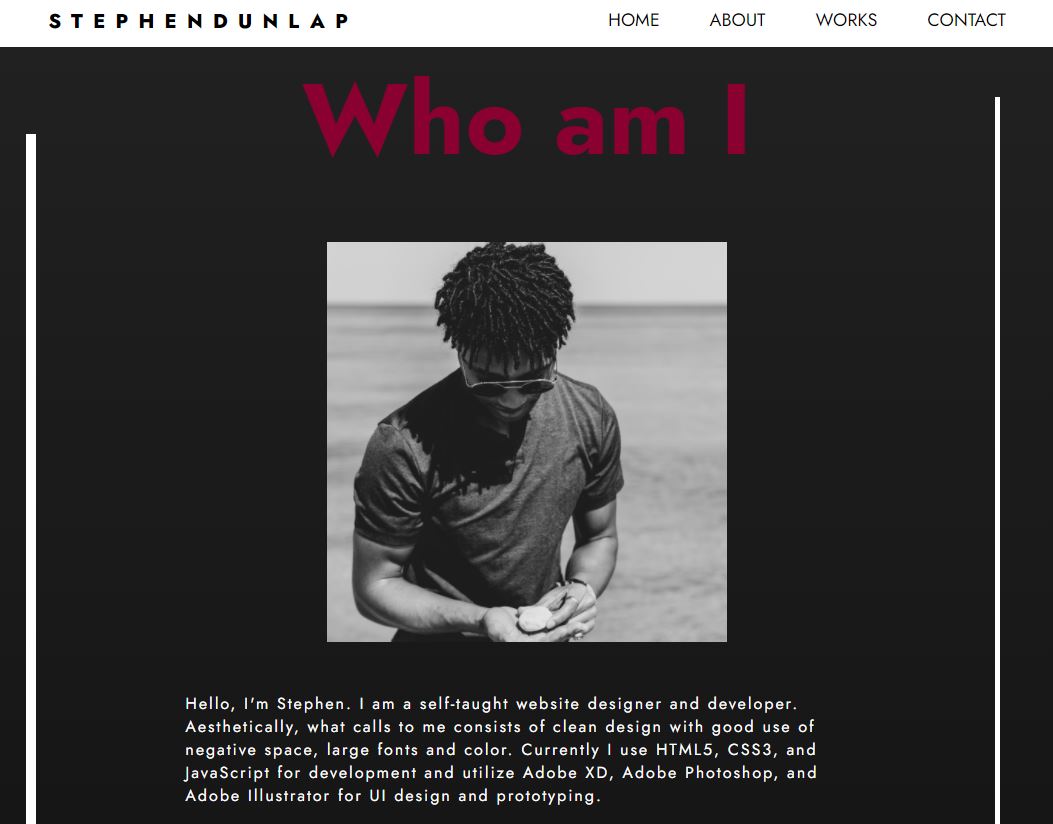 STEPHENDUNLAP
HOME ABOUT WORKS CONTACT
Who am I
Hello, I'm Stephen. I am a self-taught website designer and developer.
Aesthetically, what calls to me consists of clean design with good use of
negative space, large fonts and color. Currently I use HTML5, CSS3, and
JavaScript for development and utilize Adobe XD, Adobe Photoshop, and
Adobe Illustrator for UI design and prototyping.